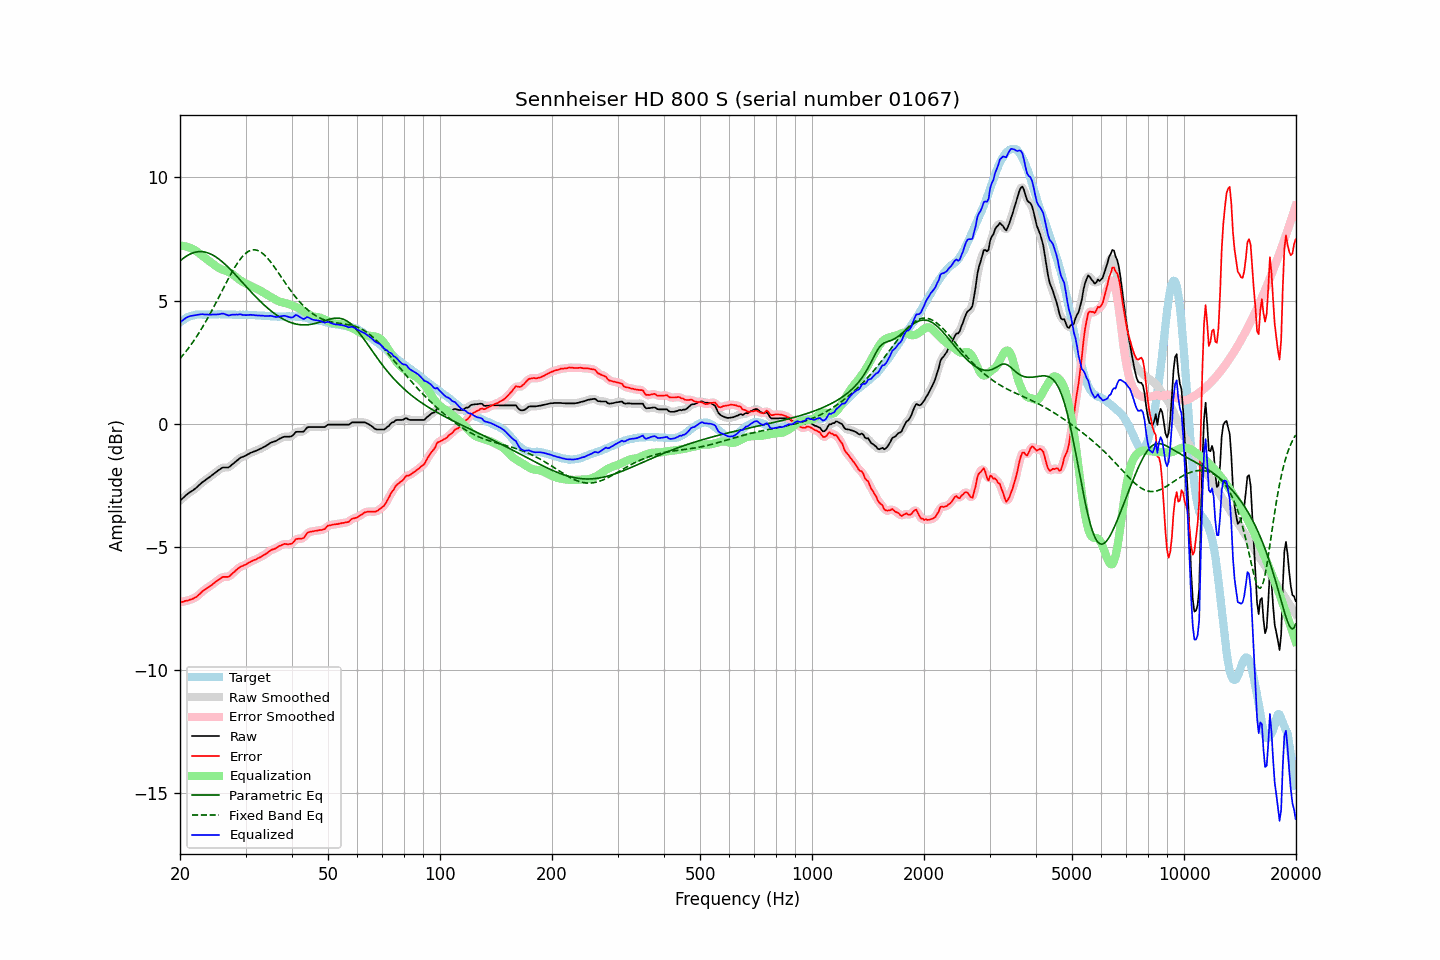 Sennheiser HD 800 S (serial number 01067)
10
5
0
−5
−10
−15
Amplitude (dBr)
Target
Raw Smoothed
Error Smoothed
Raw
Error
Equalization
Parametric Eq
Fixed Band Eq
Equalized
20 50 100 200 500 1000 2000 5000 10000 20000
Frequency (Hz)